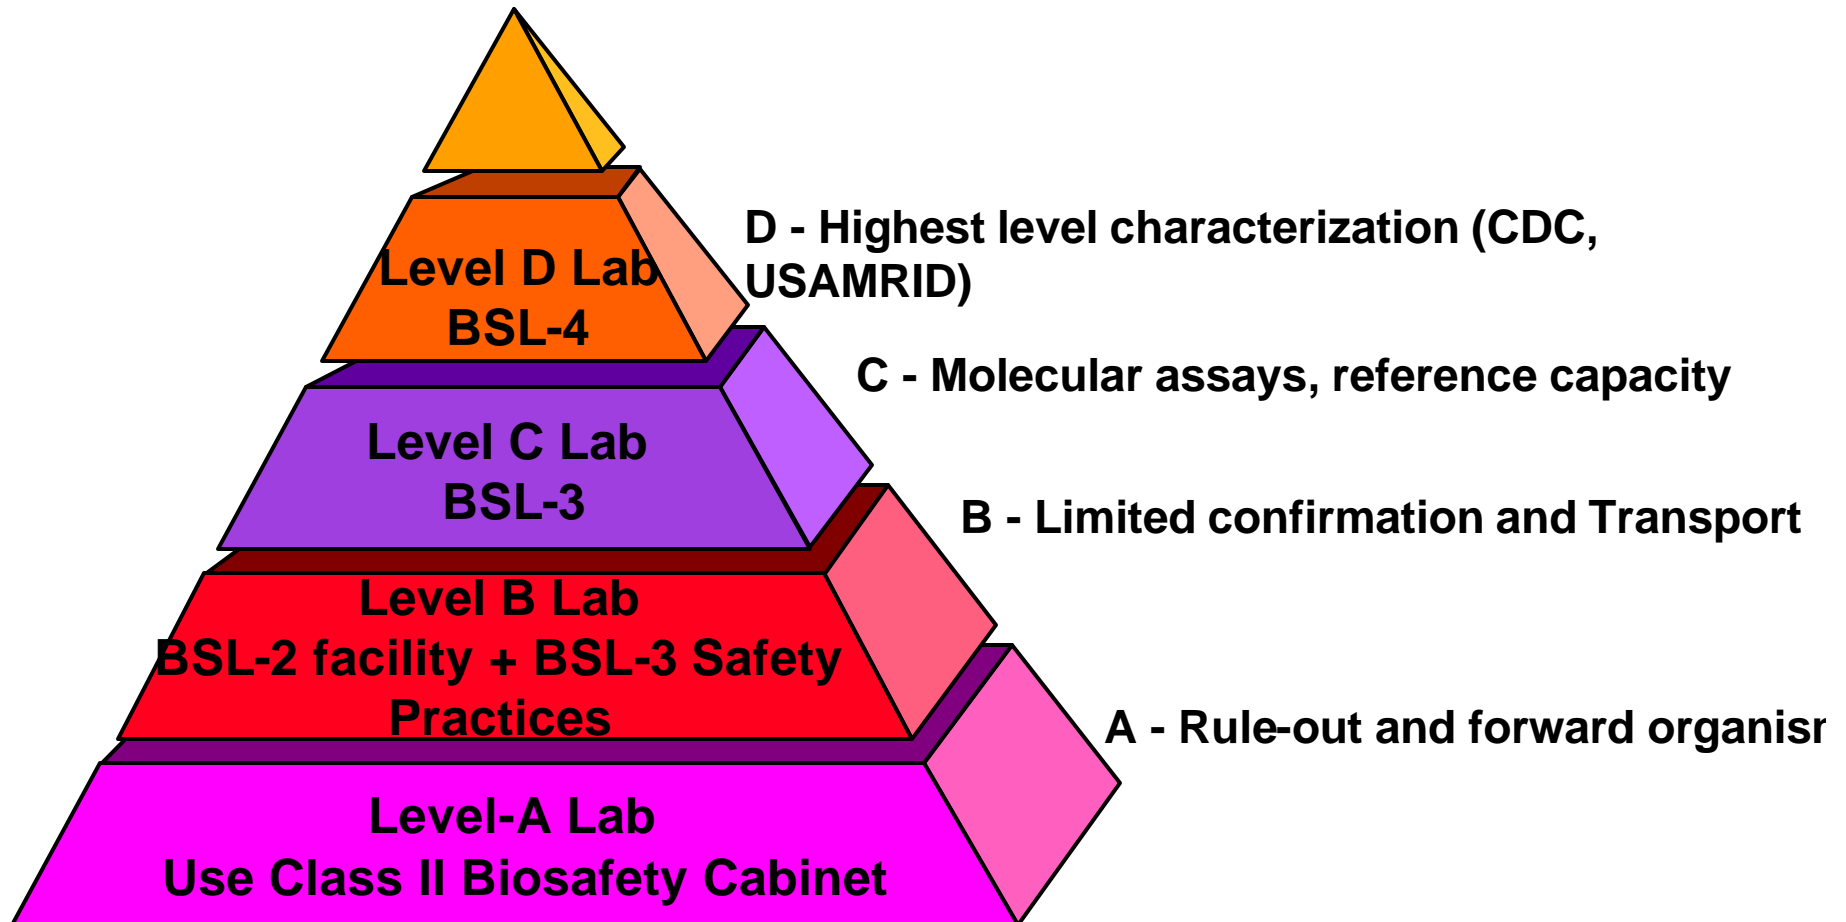 D - Highest level characterization (CDC,
USAMRID)
Level D Lab
BSL-4
C - Molecular assays, reference capacity
Level C Lab
BSL-3
B - Limited confirmation and Transport
Level B Lab
BSL-2 facility + BSL-3 Safety
Practices
A - Rule-out and forward
Level-A Lab
Use Class II Biosafety Cabinet